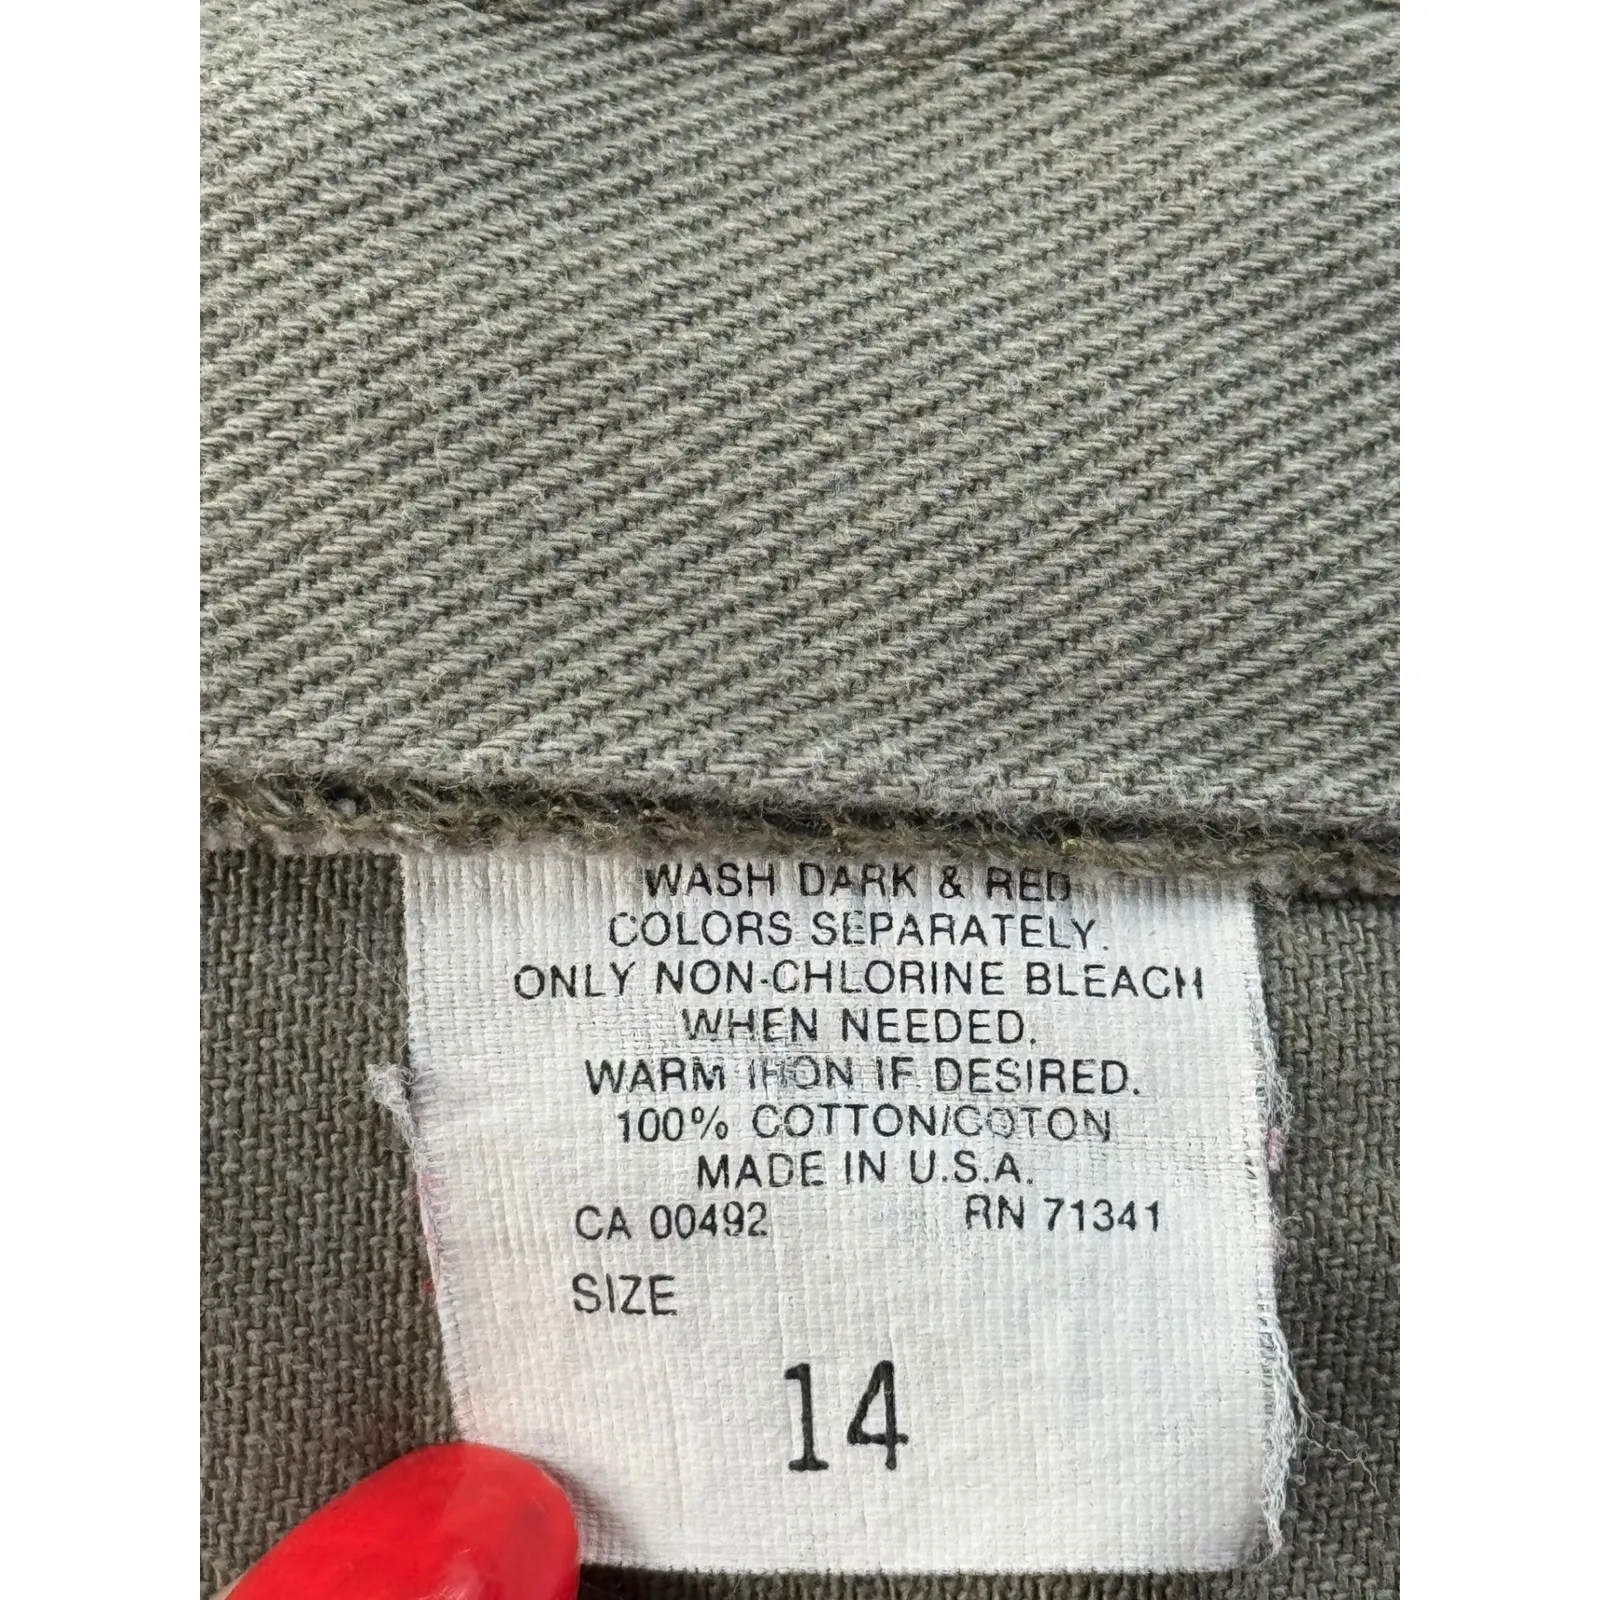 WASH DARK & RED
COLORS SEPARATELY.
ONLY NON-CHLORINE BLEACH
WHEN NEEDED.
WARM IRON IF DESIRED.
100% COTTON/COTON
MADE IN U.S.A.
CA 00492 RN 71341
SIZE
14